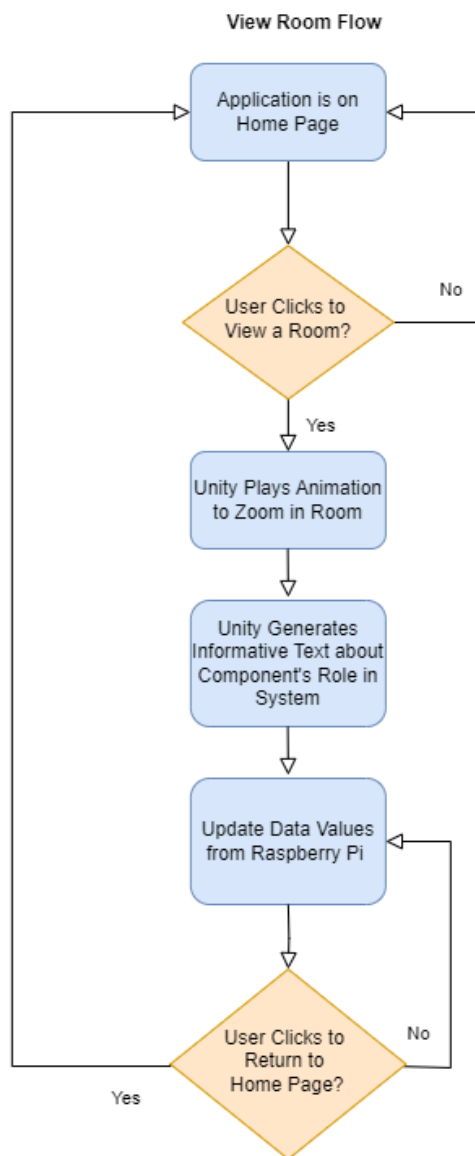 View Room Flow
Application is on
Home Page
User Clicks to
View a Room?
No
Yes
Unity Plays Animation
to Zoom in Room
Unity Generates
Informative Text about
Component's Role in
System
Update Data Values
from Raspberry Pi
User Clicks to
Return to
Home Page?
No
Yes